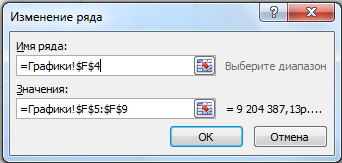 Изменение ряда
Имя ряда:
=Графики!$F$4
Выберите диапазон
Значения:
=Графики!$F$5:$F$9
= 9 204 387,13р....
ОК
Отмена